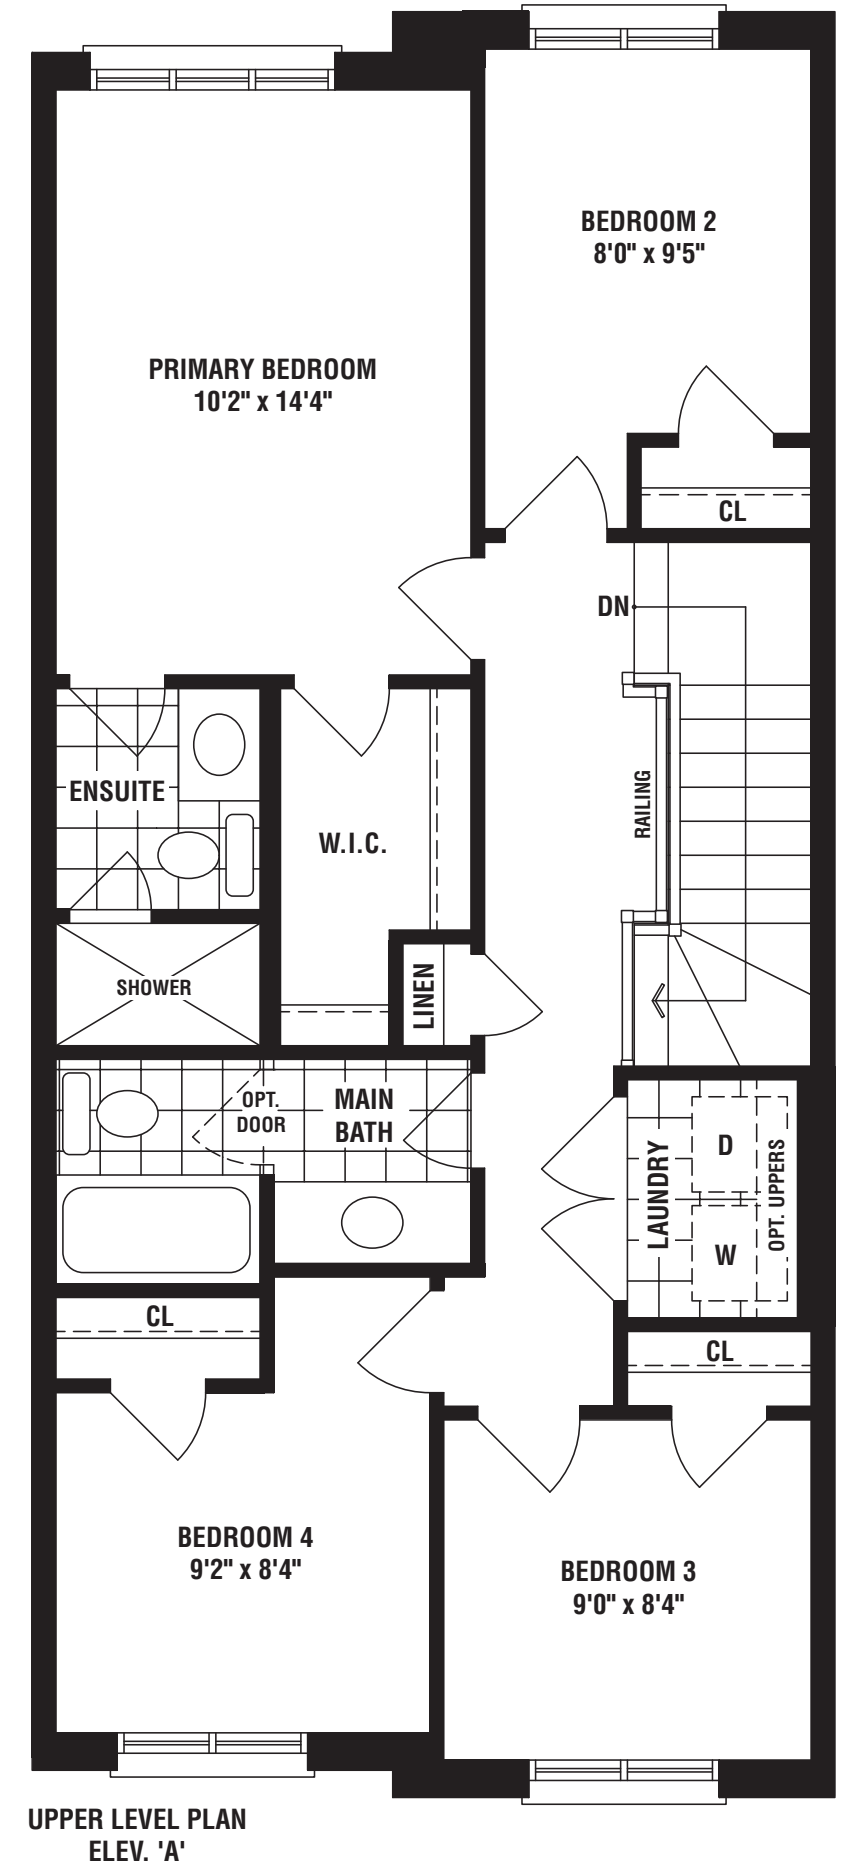 BEDROOM 2
8'0" x 9'5"
PRIMARY BEDROOM
10'2" x 14'4"
CL
DN
ENSUITE
RAILING
W.I.C.
SHOWER
LINEN
OPT.
DOOR
MAIN
BATH
LAUNDRY
D
W
OPT. UPPERS
CL
CL
BEDROOM 4
9'2" x 8'4"
BEDROOM 3
9'0" x 8'4"
UPPER LEVEL PLAN
ELEV. 'A'